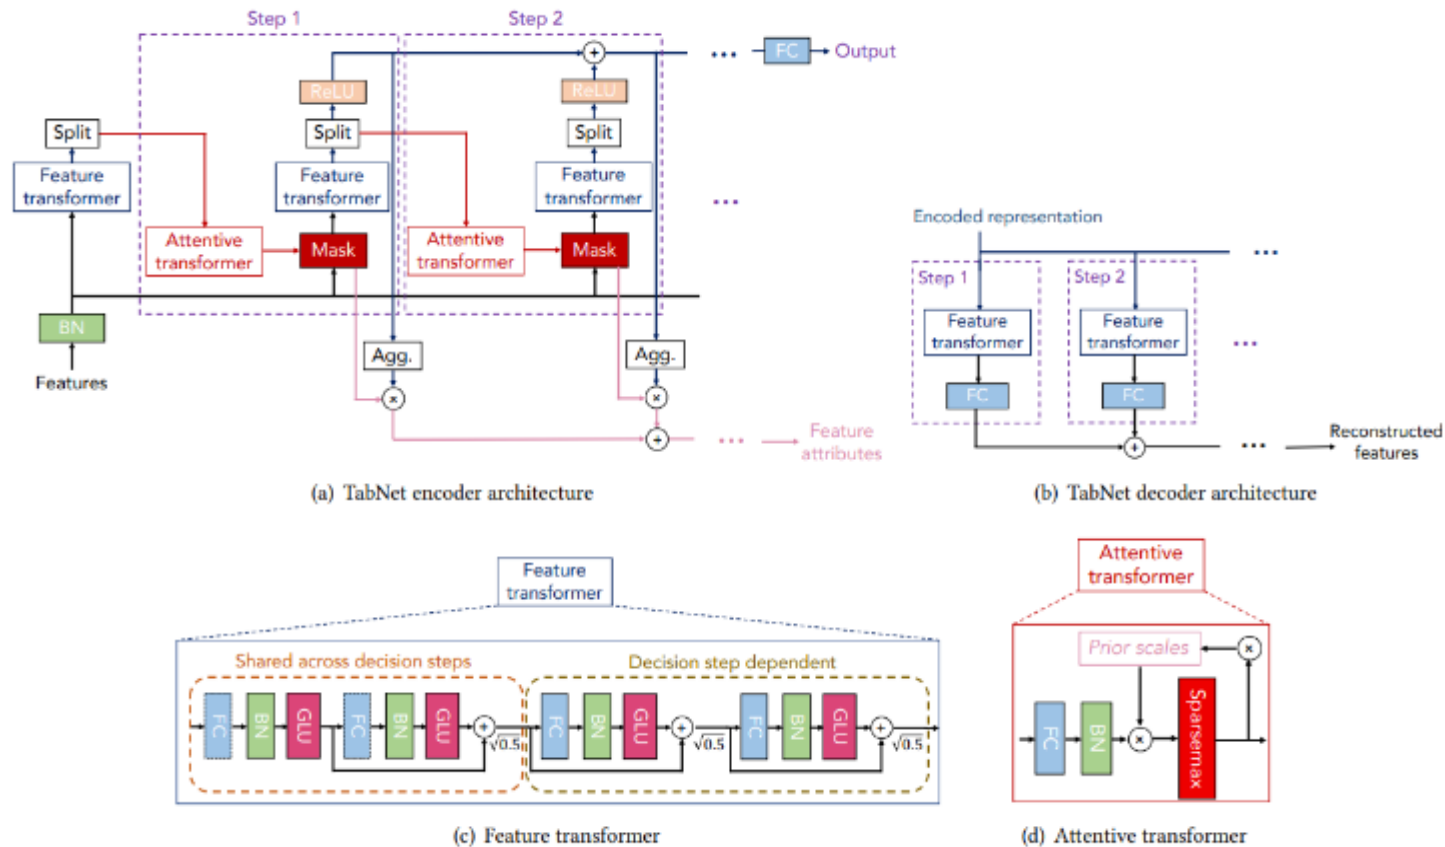 Step 1
Step 2
FC
Output
ReLU
ReLU
Split
Split
Split
Feature
transformer
Feature
transformer
Feature
transformer
Attentive
transformer
Mask
Attentive
transformer
Mask
BN
Features
Agg.
Agg.
Feature
attributes
(a) TabNet encoder architecture
Encoded representation
Step 1
Step 2
Feature
transformer
Feature
transformer
FC
FC
Reconstructed
features
(b) TabNet decoder architecture
Feature
transformer
Shared across decision steps
Decision step dependent
FC
BN
GLU
FC
BN
GLU
√0.5
FC
BN
GLU
√0.5
FC
BN
GLU
√0.5
(c) Feature transformer
Attentive
transformer
Prior scales
FC
BN
Sparsemax
(d) Attentive transformer